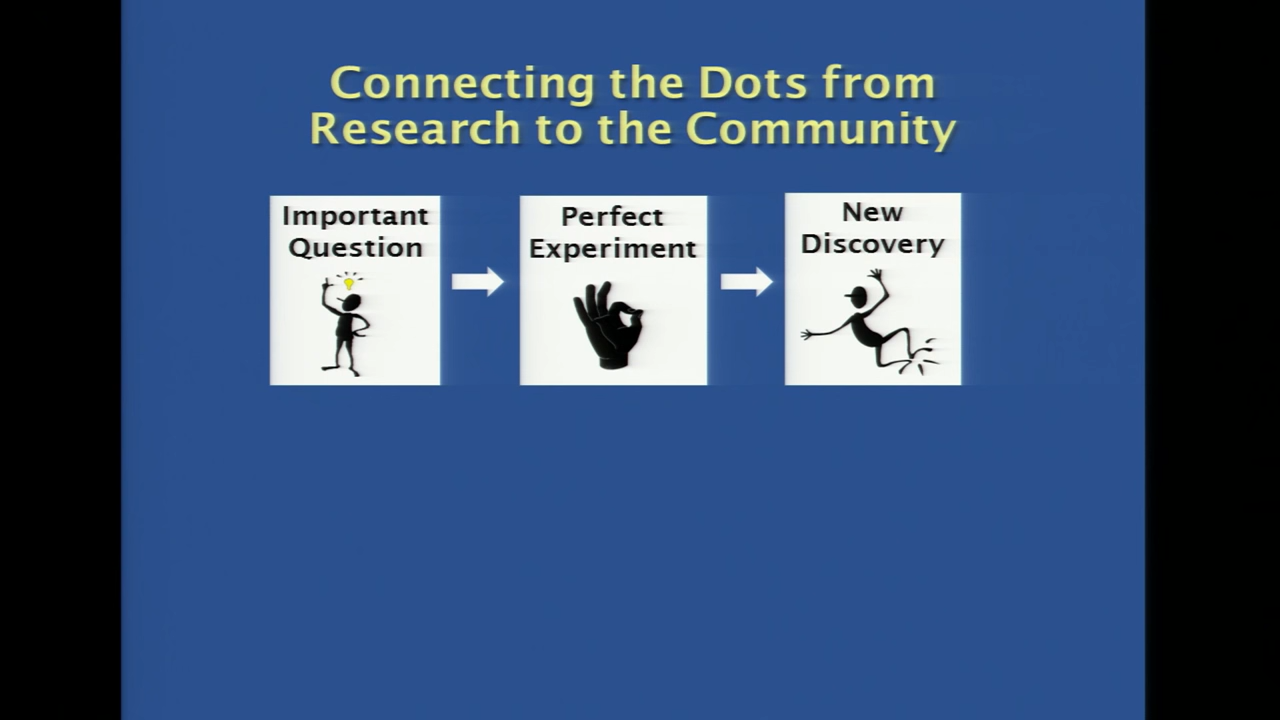 Connecting the Dots from
Research to the Community
Important
Question
Perfect
Experiment
New
Discovery